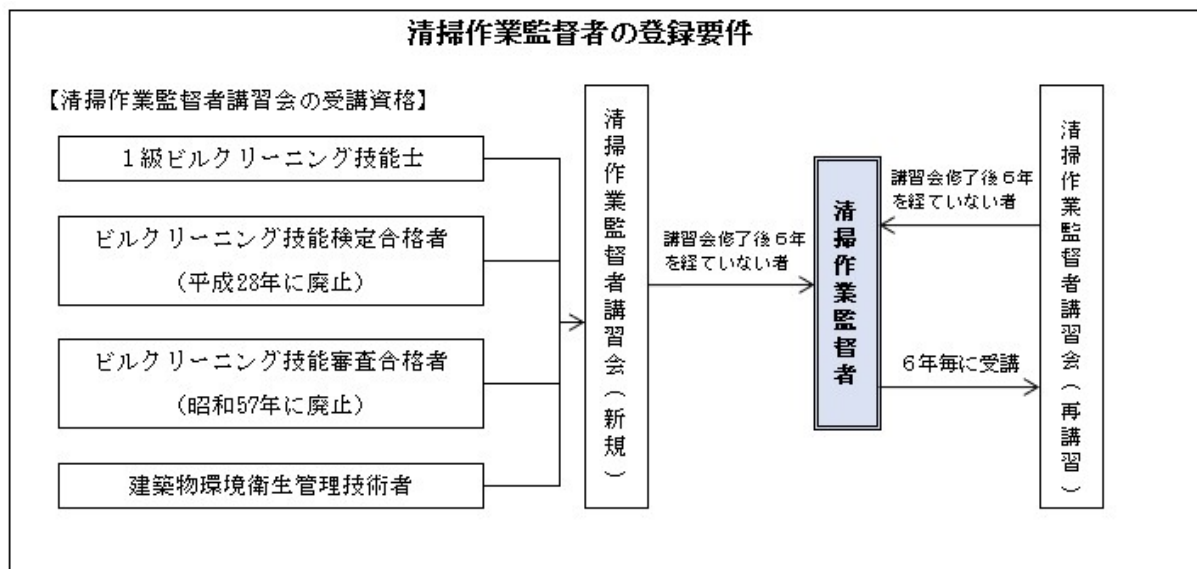 清掃作業監督者の登録要件
【清掃作業監督者講習会の受講資格】
１級ビルクリーニング技能士
ビルクリーニング技能検定合格者
（平成28年に廃止）
ビルクリーニング技能審査合格者
（昭和57年に廃止）
建築物環境衛生管理技術者
清掃作業監督者講習会（新規）
講習会修了後６年
を経ていない者
清掃作業監督者
講習会修了後６年
を経ていない者
６年毎に受講
清掃作業監督者講習会（再講習）